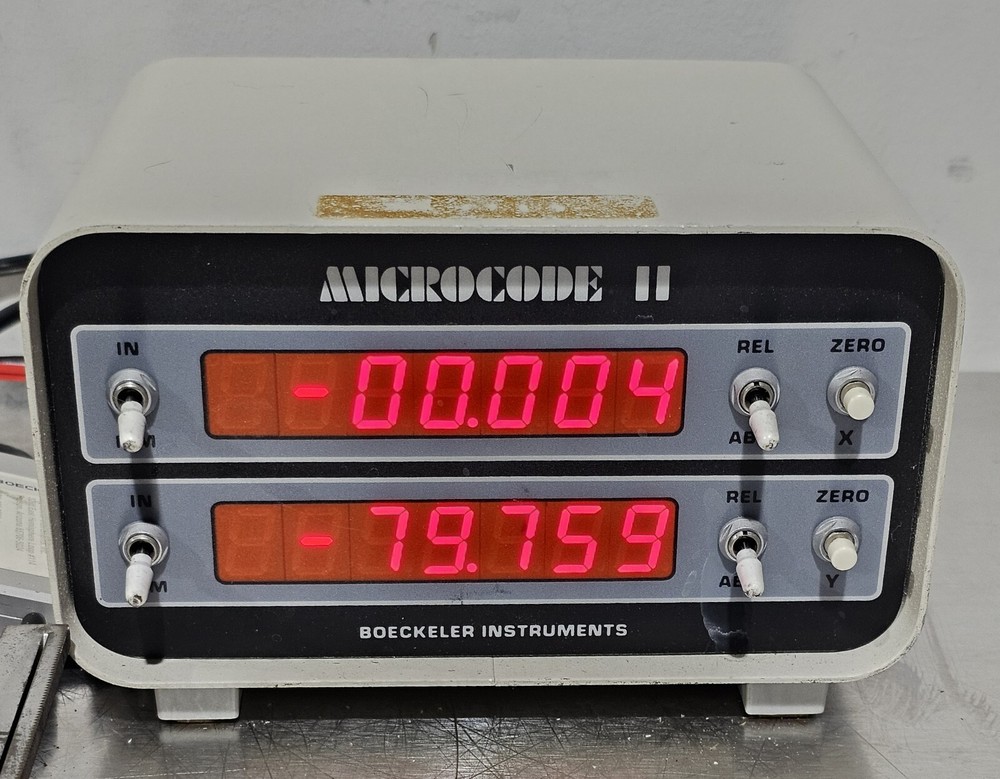 MICROCODE II
IN REL ZERO
-00.004
X
IN REL ZERO
-79.759
Y
BOECKELER INSTRUMENTS